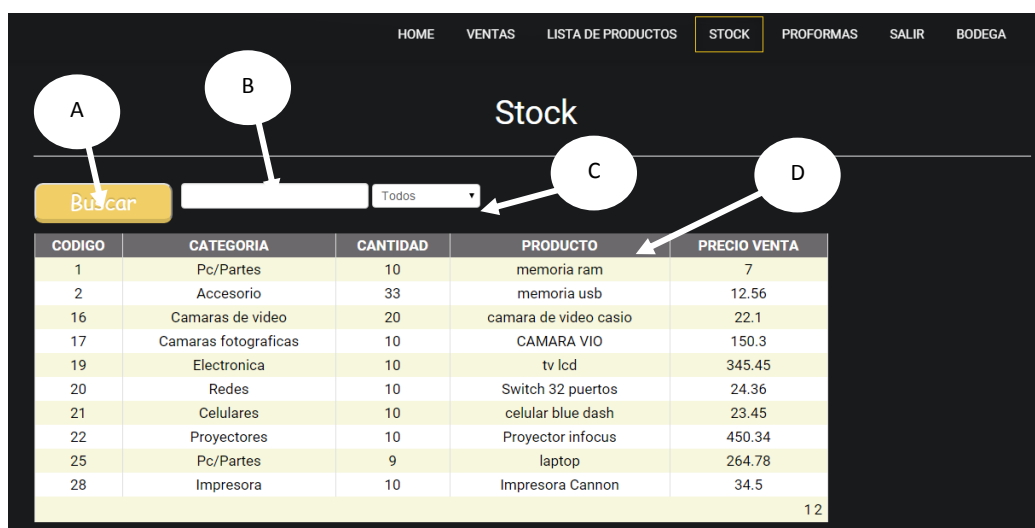 HOME VENTAS LISTA DE PRODUCTOS STOCK PROFORMAS SALIR BODEGA
A B
Stock
C D
Buscar Todos
CODIGO CATEGORIA CANTIDAD PRODUCTO PRECIO VENTA
1 Pc/Partes 10 memoria ram 7
2 Accesorio 33 memoria usb 12.56
16 Camaras de video 20 camara de video casio 22.1
17 Camaras fotograficas 10 CAMARA VIO 150.3
19 Electronica 10 tv lcd 345.45
20 Redes 10 Switch 32 puertos 24.36
21 Celulares 10 celular blue dash 23.45
22 Proyectores 10 Proyector infocus 450.34
25 Pc/Partes 9 laptop 264.78
28 Impresora 10 Impresora Cannon 34.5
1 2